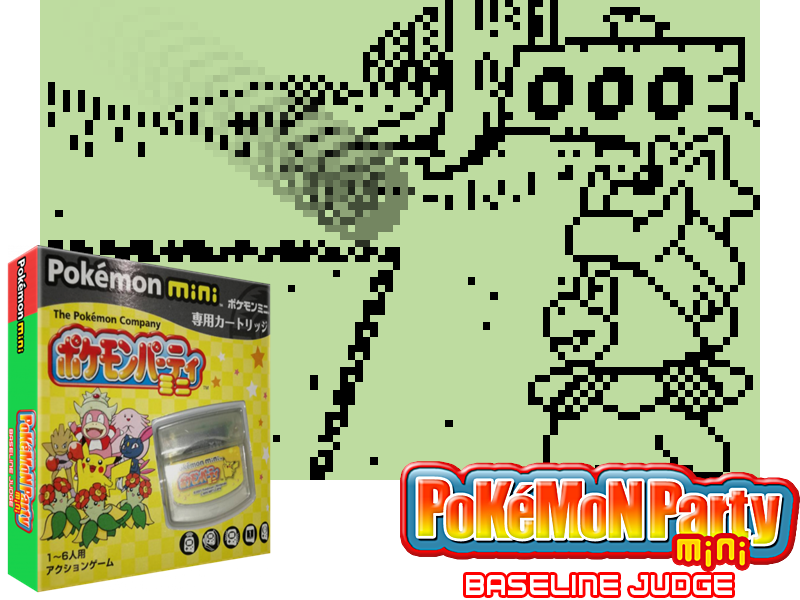 Pokémon mini
ポケモンミニ
専用カートリッジ
The Pokémon Company
ポケモンパーティ
ミニ
TM
1~6人用
アクションゲーム
Pokémon mini
PoKéMoN Party
mini
BASELINE JUDGE
PoKéMoN Party
mini
BASELINE JUDGE